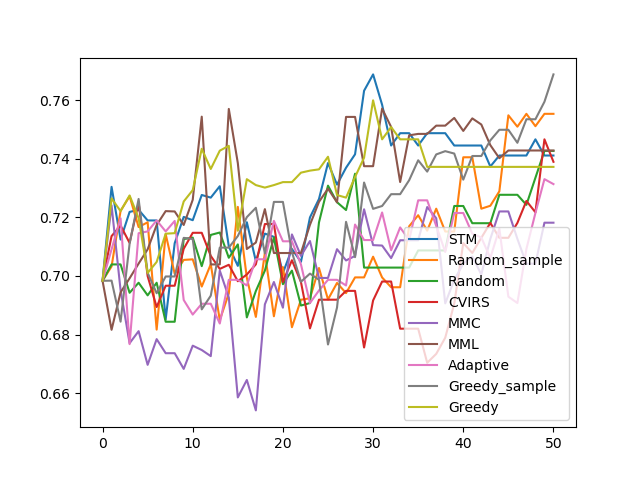 0.76
0.74
0.72
0.70
0.68
0.66
0
10
20
30
40
50
STM
Random_sample
Random
CVIRS
MMC
MML
Adaptive
Greedy_sample
Greedy